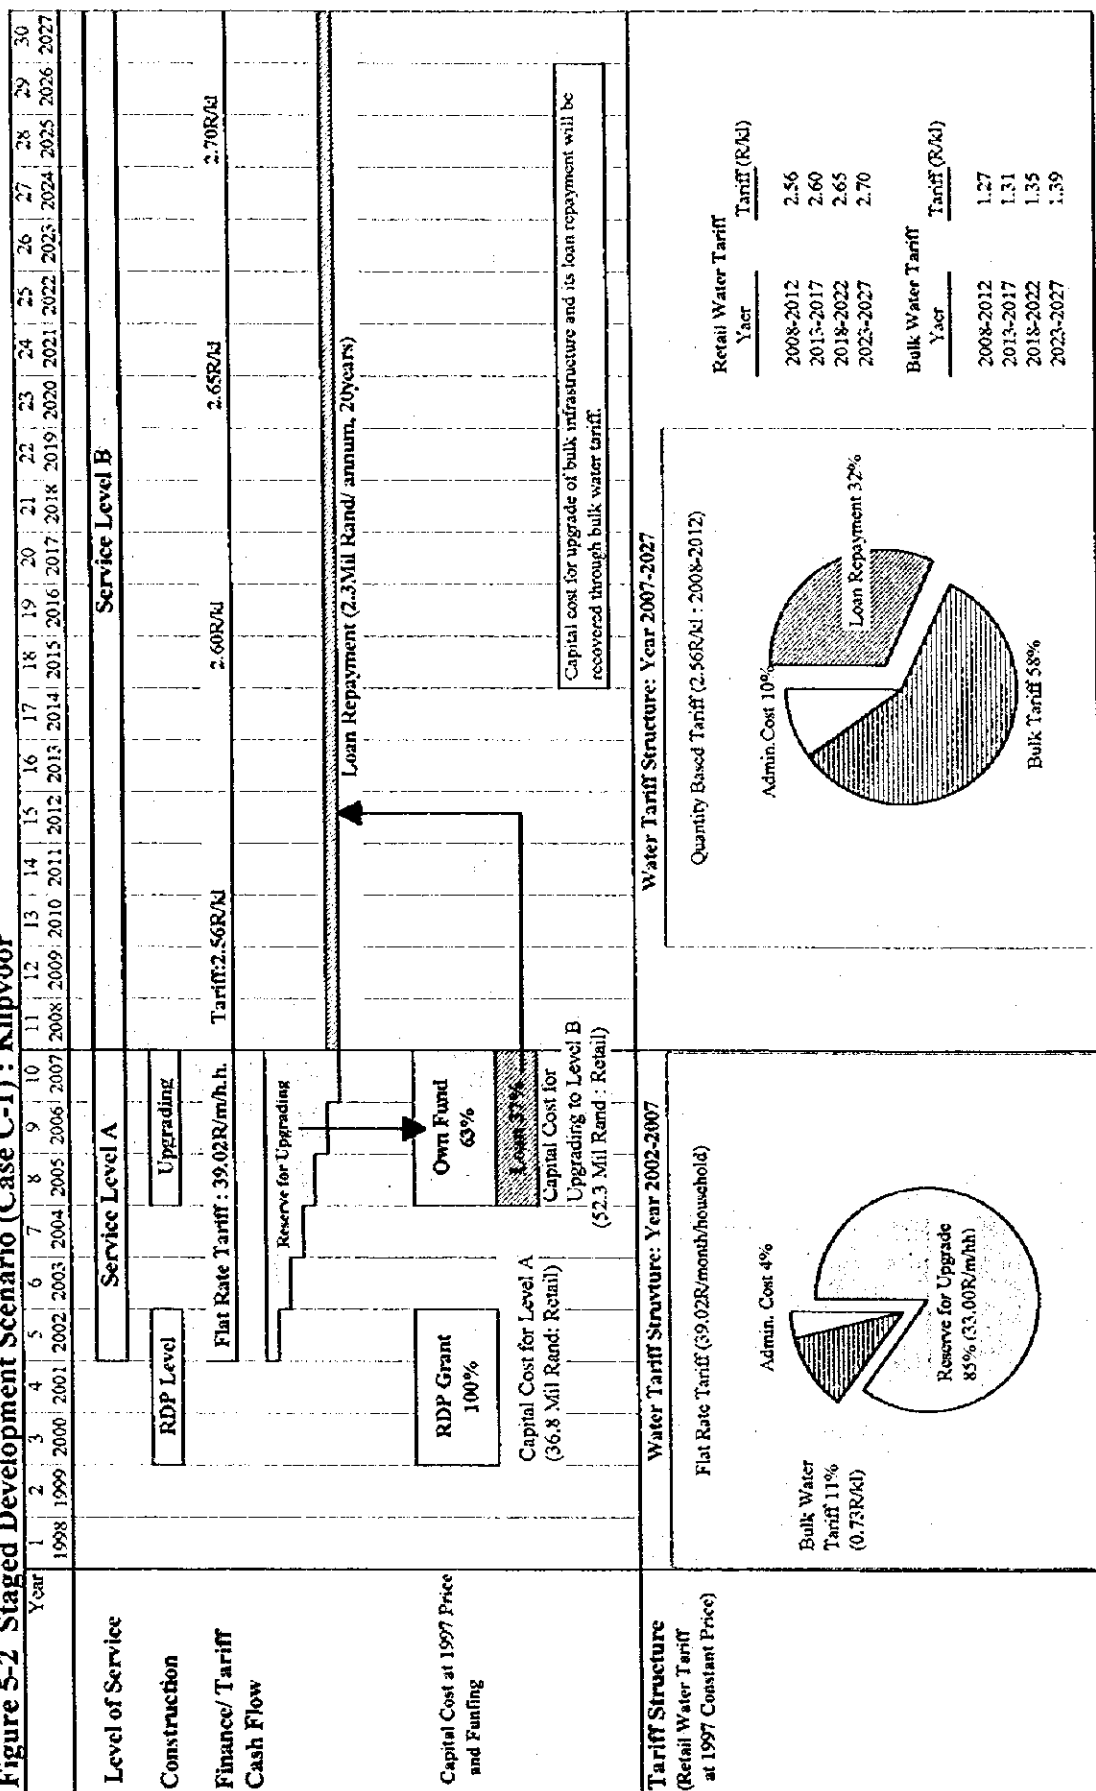 Figure 5-2 Staged Development Scenario (Case C-1) : Klipvoor
Year
1 2 3 4 5 6 7 8 9 10 11 12 13 14 15 16 17 18 19 20 21 22 23 24 25 26 27 28 29 30
1998 1999 2000 2001 2002 2003 2004 2005 2006 2007 2008 2009 2010 2011 2012 2013 2014 2015 2016 2017 2018 2019 2020 2021 2022 2023 2024 2025 2026 2027
Level of Service
Service Level A
Service Level B
Construction
RDP Level
Upgrading
Finance/ Tariff
Cash Flow
Flat Rate Tariff : 39.02R/m/h.h.
Tariff:2.56R/kl
2.60R/kl
2.65R/kl
2.70R/kl
Reserve for Upgrading
Loan Repayment (2.3Mil Rand/ annum, 20years)
Capital Cost at 1997 Price
and Funfing
RDP Grant
100%
Own Fund
63%
Loan 37%
Capital Cost for Level A
(36.8 Mil Rand: Retail)
Capital Cost for
Upgrading to Level B
(52.3 Mil Rand : Retail)
Capital cost for upgrade of bulk infrastructure and its loan repayment will be
recovered through bulk water tariff.
Tariff Structure
(Retail Water Tariff
at 1997 Constant Price)
Water Tariff Struvture: Year 2002-2007
Flat Rate Tariff (39.02R/month/household)
Bulk Water
Tariff 11%
(0.73R/kl)
Admin. Cost 4%
Reserve for Upgrade
85% (33.00R/m/hh)
Water Tariff Structure: Year 2007-2027
Quantity Based Tariff (2.56R/kl : 2008-2012)
Admin.Cost 10%
Loan Repayment 32%
Bulk Tariff 58%
Retail Water Tariff
Yaer Tariff (R/kl)
2008-2012 2.56
2013-2017 2.60
2018-2022 2.65
2023-2027 2.70
Bulk Water Tariff
Yaer Tariff (R/kl)
2008-2012 1.27
2013-2017 1.31
2018-2022 1.35
2023-2027 1.39